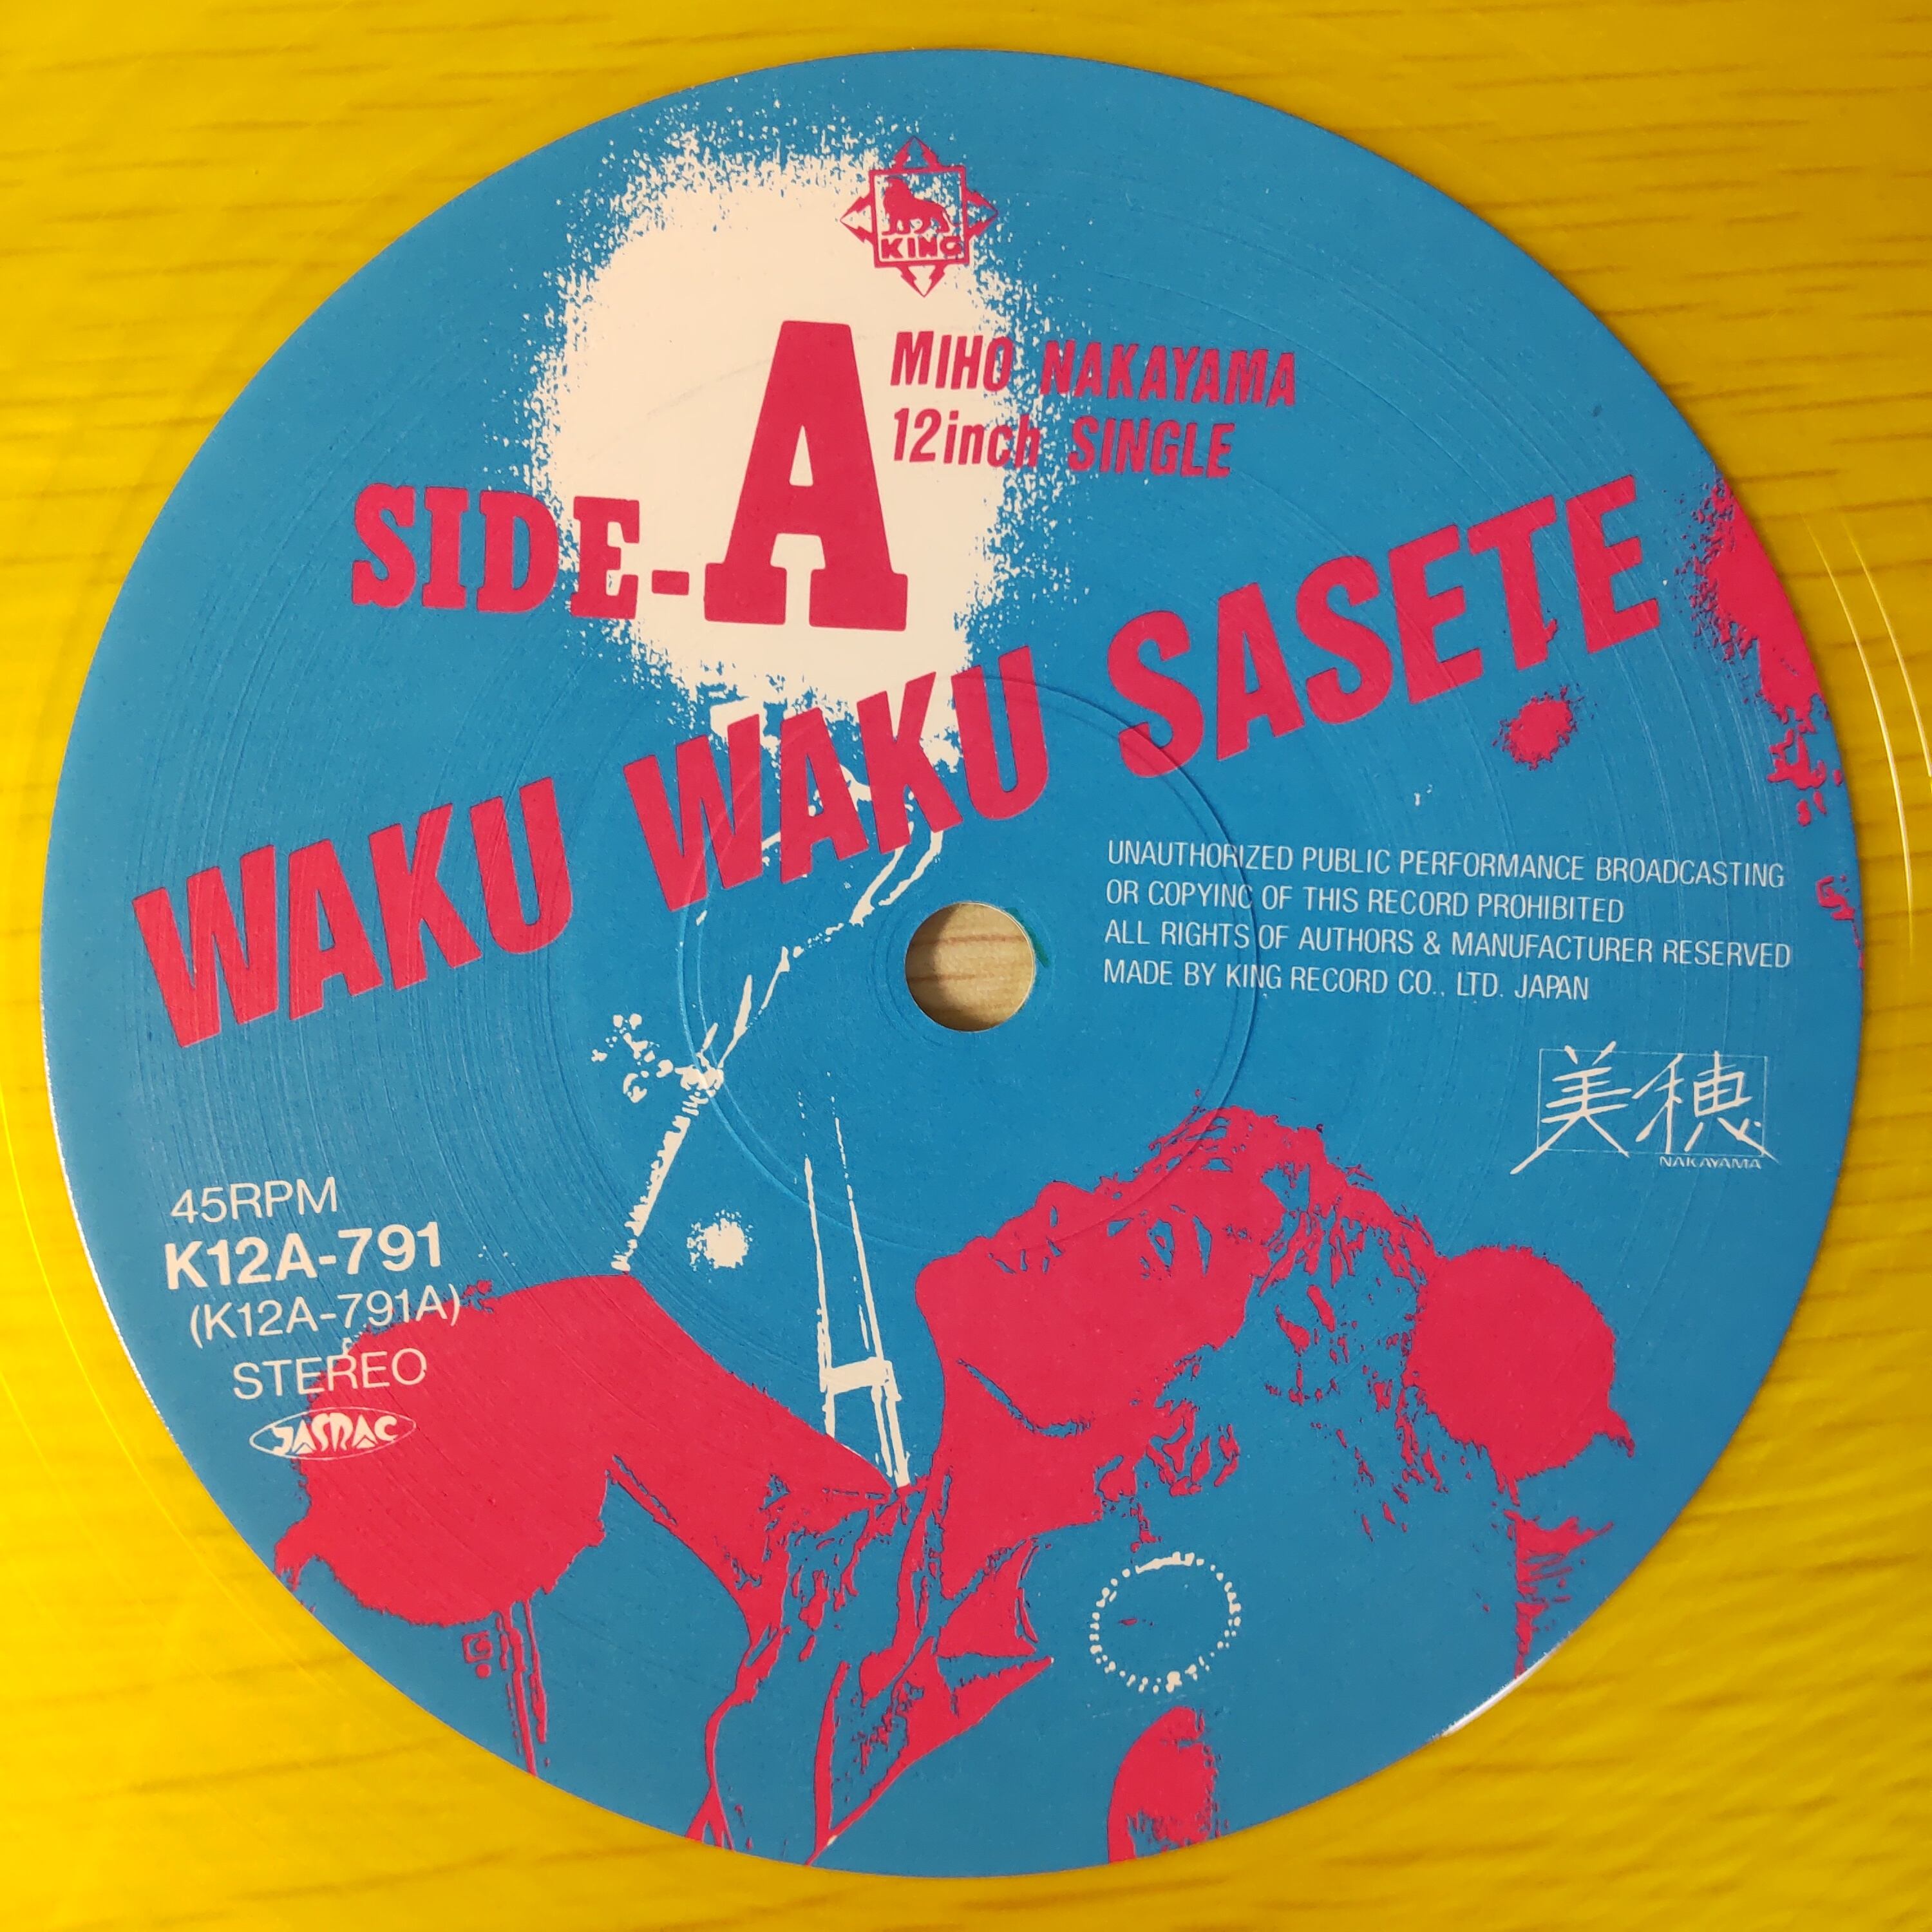 KING
MIHO NAKAYAMA
12inch SINGLE
SIDE-A
WAKU WAKU SASETE
UNAUTHORIZED PUBLIC PERFORMANCE BROADCASTING
OR COPYING OF THIS RECORD PROHIBITED
ALL RIGHTS OF AUTHORS & MANUFACTURER RESERVED
MADE BY KING RECORD CO., LTD. JAPAN
美穂
NAKAYAMA
45RPM
K12A-791
(K12A-791A)
STEREO
JASRAC